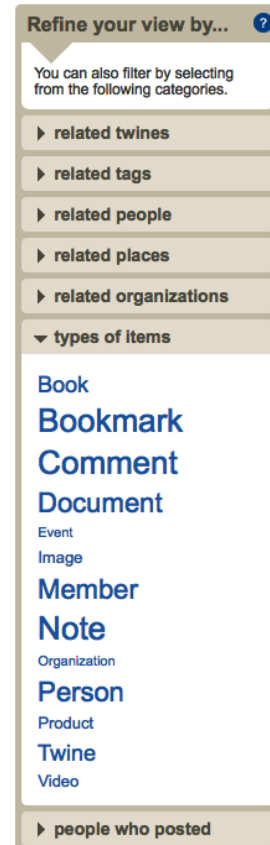 Refine your view by... ?
You can also filter by selecting
from the following categories.
related twines
related tags
related people
related places
related organizations
types of items
Book
Bookmark
Comment
Document
Event
Image
Member
Note
Organization
Person
Product
Twine
Video
people who posted